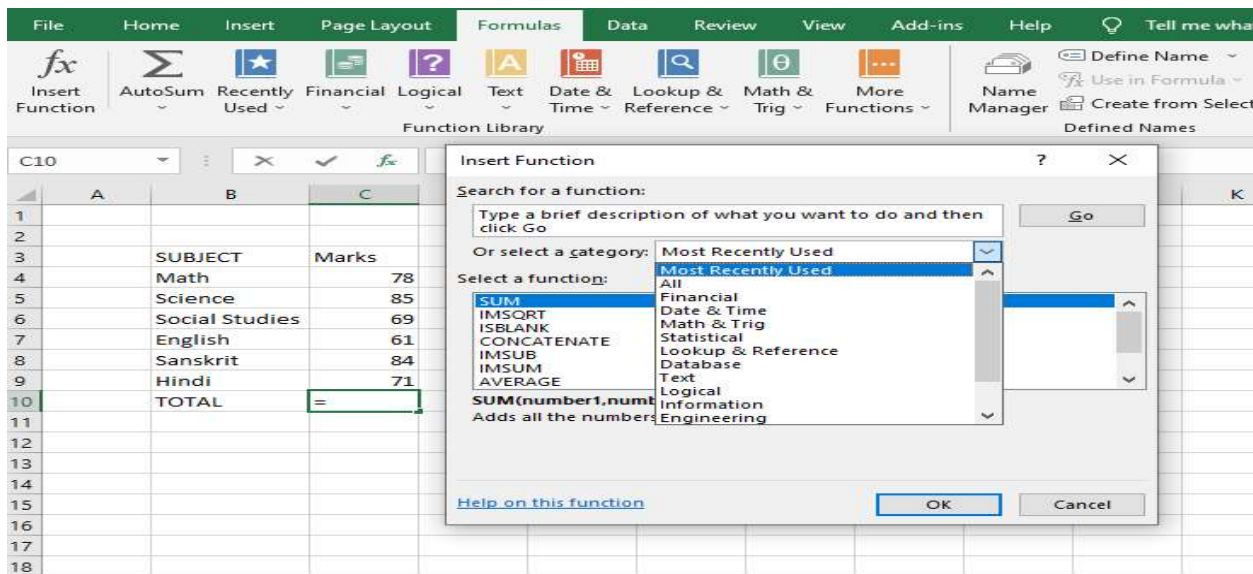 File Home Insert Page Layout Formulas Data Review View Add-ins Help Tell me wha
fx Insert Function
AutoSum
Recently Used
Financial
Logical
Text
Date & Time
Lookup & Reference
Math & Trig
More Functions
Name Manager
Define Name
Use in Formula
Create from Select
Function Library
Defined Names
C10 fx
A B C K
1
2
3 SUBJECT Marks
4 Math 78
5 Science 85
6 Social Studies 69
7 English 61
8 Sanskrit 84
9 Hindi 71
10 TOTAL =
11
12
13
14
15
16
17
18
Insert Function ? ×
Search for a function:
Type a brief description of what you want to do and then
click Go
Go
Or select a category: Most Recently Used
Most Recently Used
All
Financial
Date & Time
Math & Trig
Statistical
Lookup & Reference
Database
Text
Logical
Information
Engineering
Select a function:
SUM
IMSQRT
ISBLANK
CONCATENATE
IMSUB
IMSUM
AVERAGE
SUM(number1,numb
Adds all the numbers
Help on this function
OK Cancel